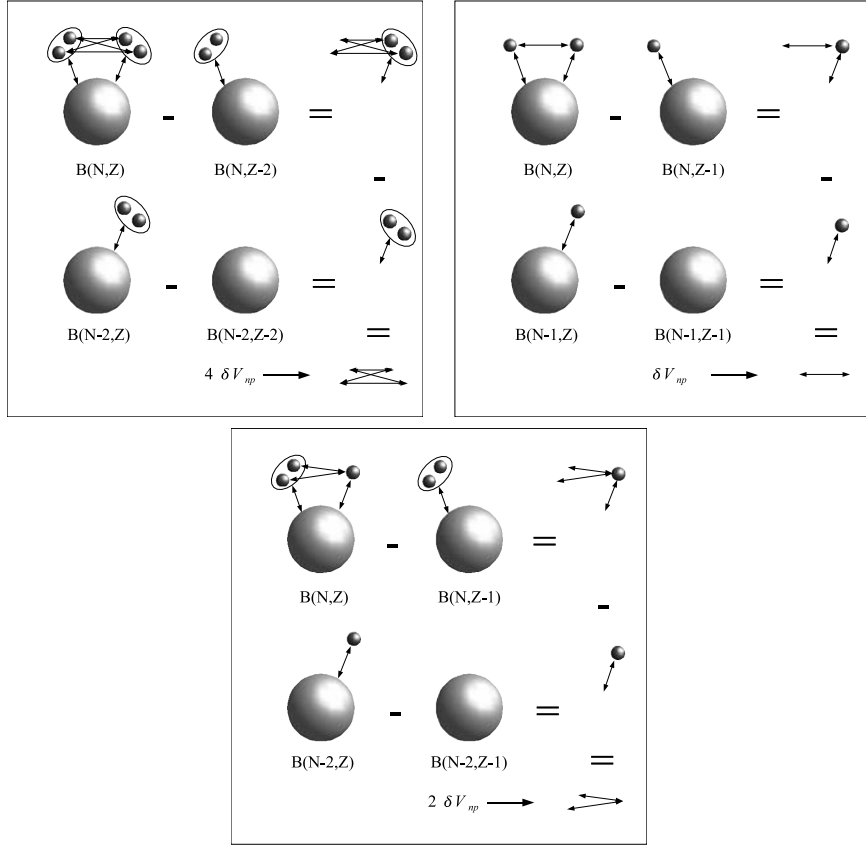 B(N,Z) - B(N,Z-2) =
-
B(N-2,Z) - B(N-2,Z-2) =
=
4 δV_np
B(N,Z) - B(N,Z-1) =
-
B(N-1,Z) - B(N-1,Z-1) =
=
δV_np
B(N,Z) - B(N,Z-1) =
-
B(N-2,Z) - B(N-2,Z-1) =
=
2 δV_np